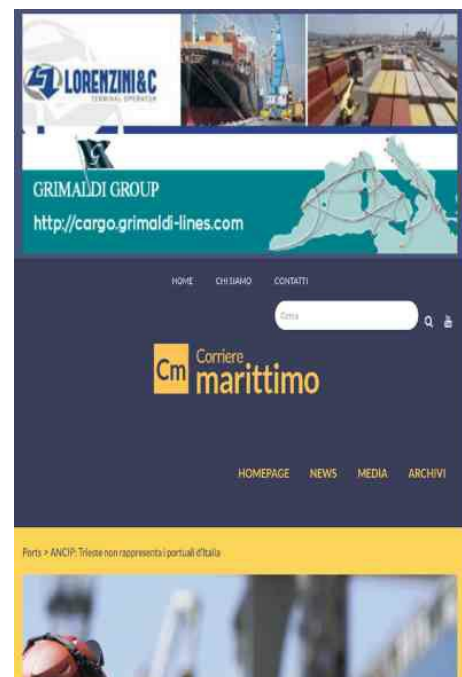 LORENZINI & C
TERMINAL OPERATOR
GRIMALDI GROUP
http://cargo.grimaldi-lines.com
HOME CHI SIAMO CONTATTI
Cerca
Cm Corriere
marittimo
HOMEPAGE NEWS MEDIA ARCHIVI
Ports > ANCIP: Trieste non rappresenta i portuali d'Italia